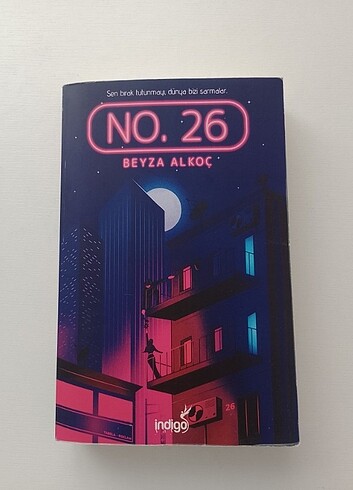 Sen bırak tutunmayı, dünya bizi sarmalar.
NO. 26
BEYZA ALKOÇ
26
indigo